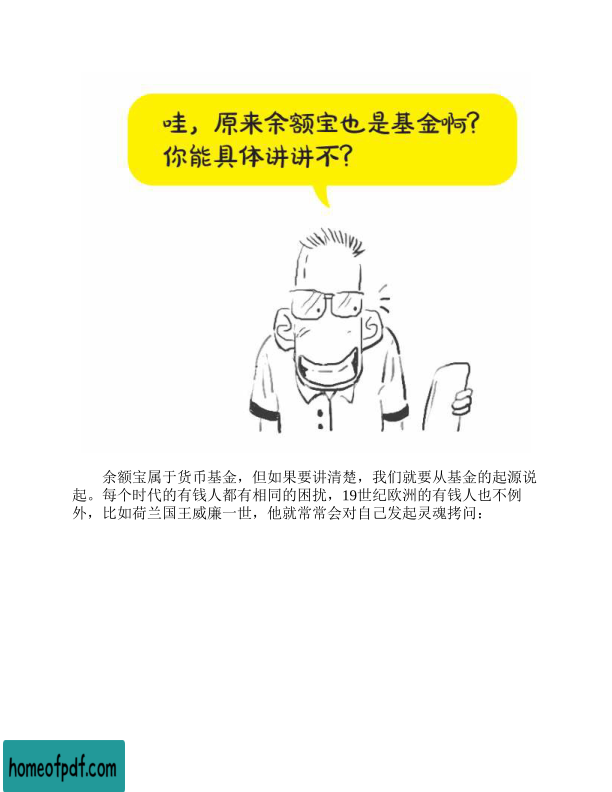 哇，原来余额宝也是基金啊?
你能具体讲讲不?
余额宝属于货币基金，但如果要讲清楚，我们就要从基金的起源说
起。每个时代的有钱人都有相同的困扰，19世纪欧洲的有钱人也不例
外，比如荷兰国王威廉一世，他就常常会对自己发起灵魂拷问：
homeofpdf.com